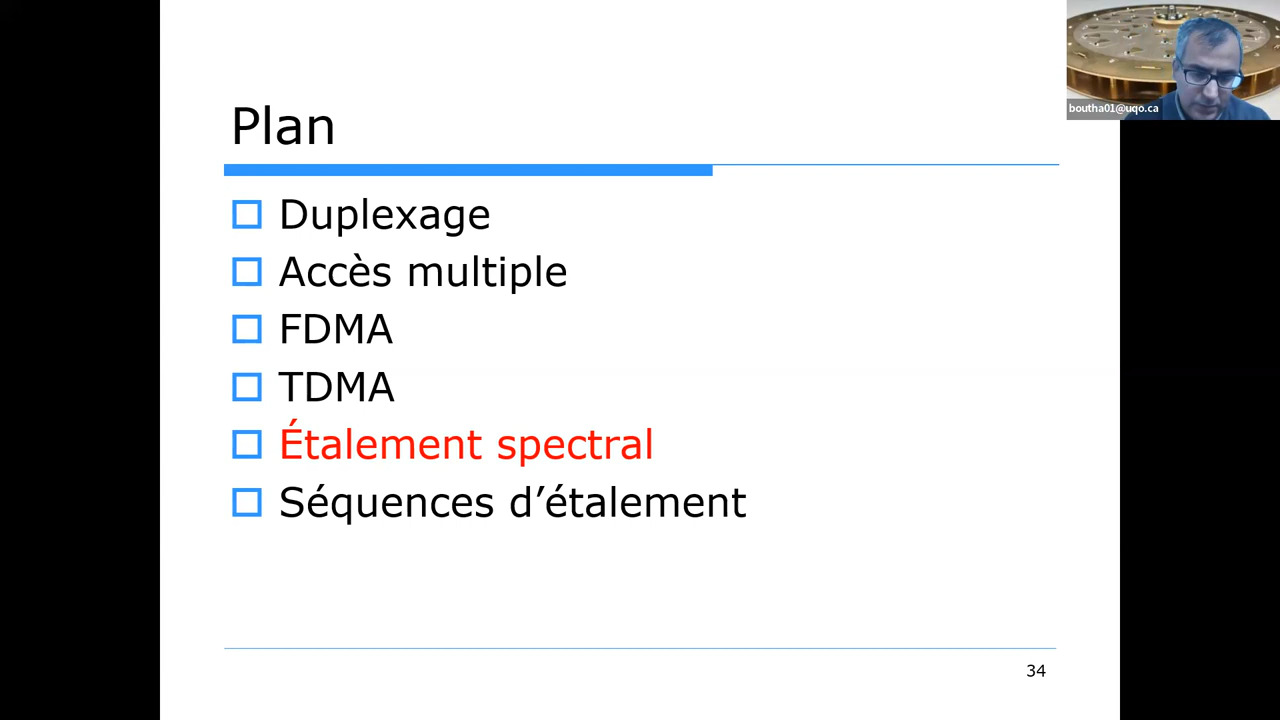 boutha01@uqo.ca
Plan
Duplexage
Accès multiple
FDMA
TDMA
Étalement spectral
Séquences d’étalement
34